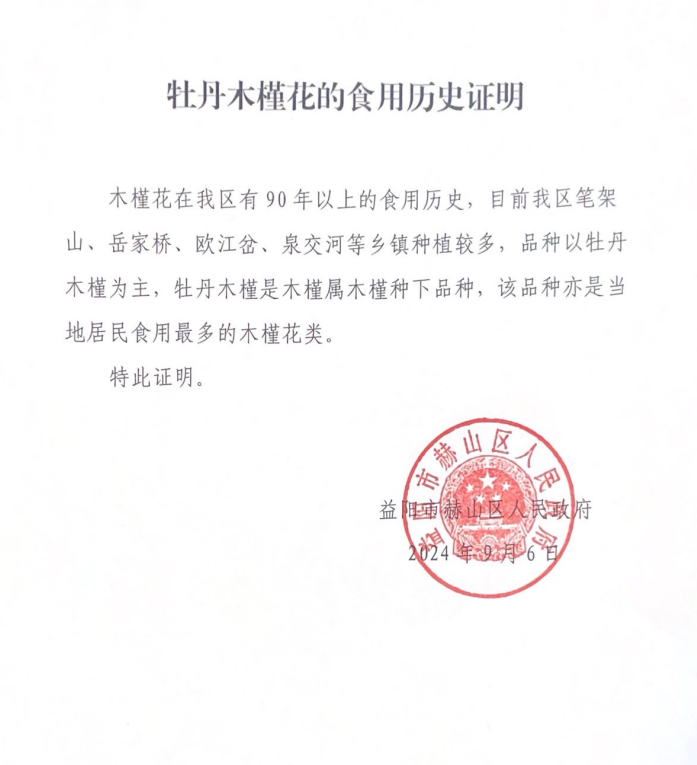 牡丹木槿花的食用历史证明
木槿花在我区有 90 年以上的食用历史，目前我区笔架
山、岳家桥、欧江岔、泉交河等乡镇种植较多，品种以牡丹
木槿为主，牡丹木槿是木槿属木槿种下品种，该品种亦是当
地居民食用最多的木槿花类。
特此证明。
益阳市赫山区人民政府
益阳市赫山区人民政府
2024 年 9 月 6 日